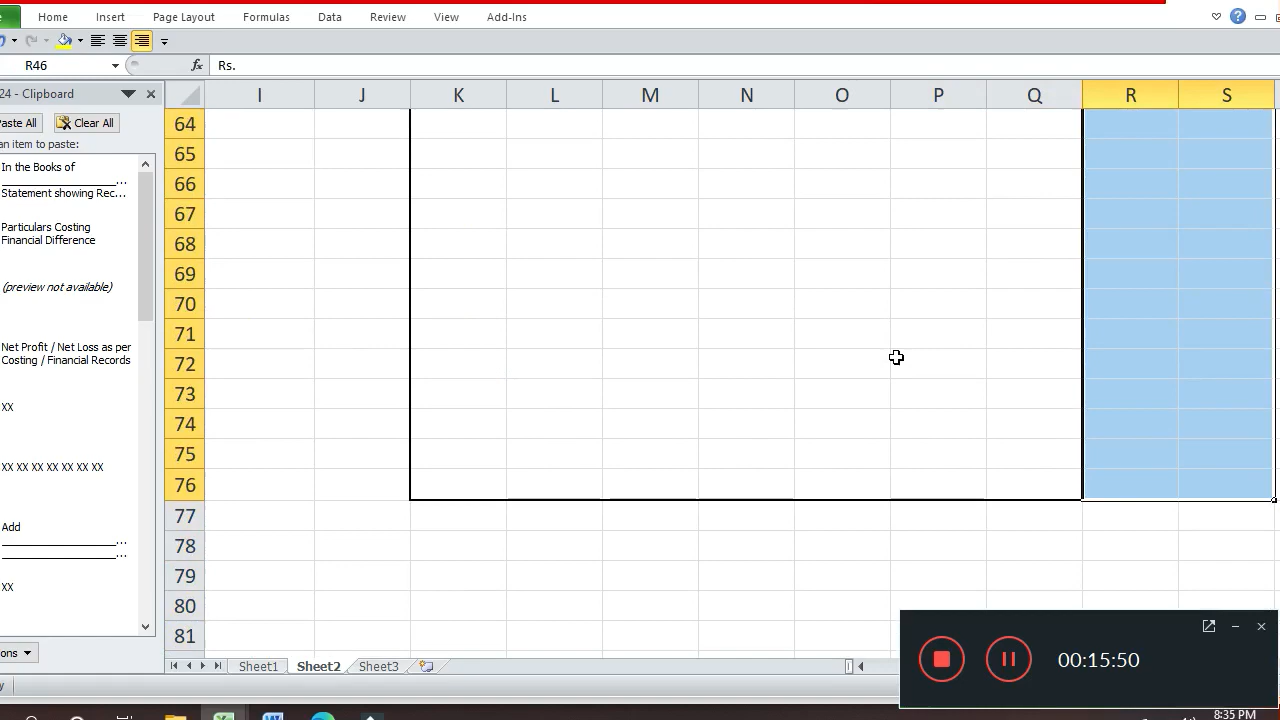 Home Insert Page Layout Formulas Data Review View Add-Ins
R46 fx Rs.
24 - Clipboard
Paste All Clear All
an item to paste:
In the Books of
_________________...
Statement showing Rec...
Particulars Costing
Financial Difference
(preview not available)
Net Profit / Net Loss as per
Costing / Financial Records
XX
XX XX XX XX XX XX XX
Add
_________________...
_________________...
XX
ons
I J K L M N O P Q R S
64
65
66
67
68
69
70
71
72
73
74
75
76
77
78
79
80
81
Sheet1 Sheet2 Sheet3
00:15:50
8:35 PM